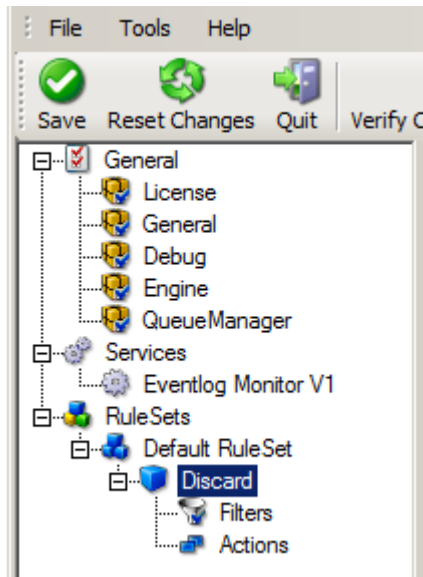 File Tools Help
Save Reset Changes Quit Verify
General
License
General
Debug
Engine
QueueManager
Services
Eventlog Monitor V1
RuleSets
Default RuleSet
Discard
Filters
Actions